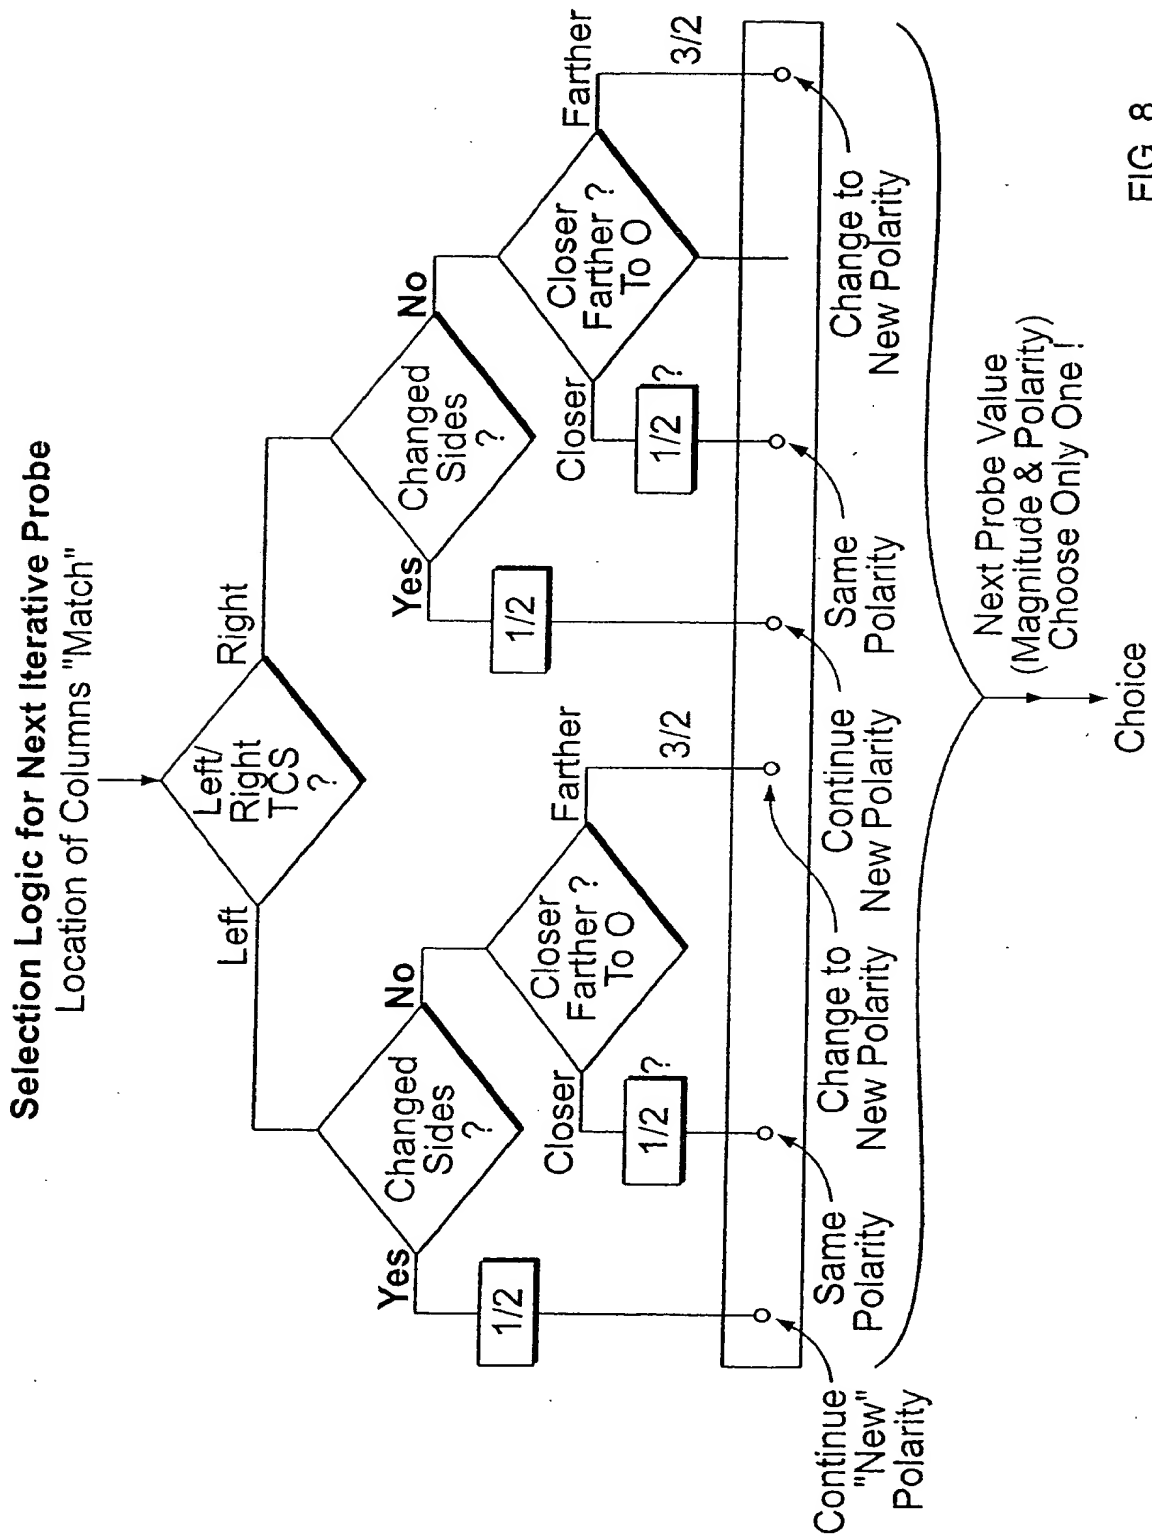 Selection Logic for Next Iterative Probe
Location of Columns "Match"
Left/
Right
TCS
?
Left
Right
Changed
Sides
?
Yes
No
Changed
Sides
?
Yes
No
1/2
Closer
Farther ?
To O
Closer
Farther
1/2
?
3/2
1/2
Closer
Farther ?
To O
Closer
Farther
1/2
?
3/2
Continue
"New"
Polarity
Same
Polarity
Change to
New Polarity
Continue
New Polarity
Same
Polarity
Change to
New Polarity
Next Probe Value
(Magnitude & Polarity)
Choose Only One !
Choice
FIG. 8